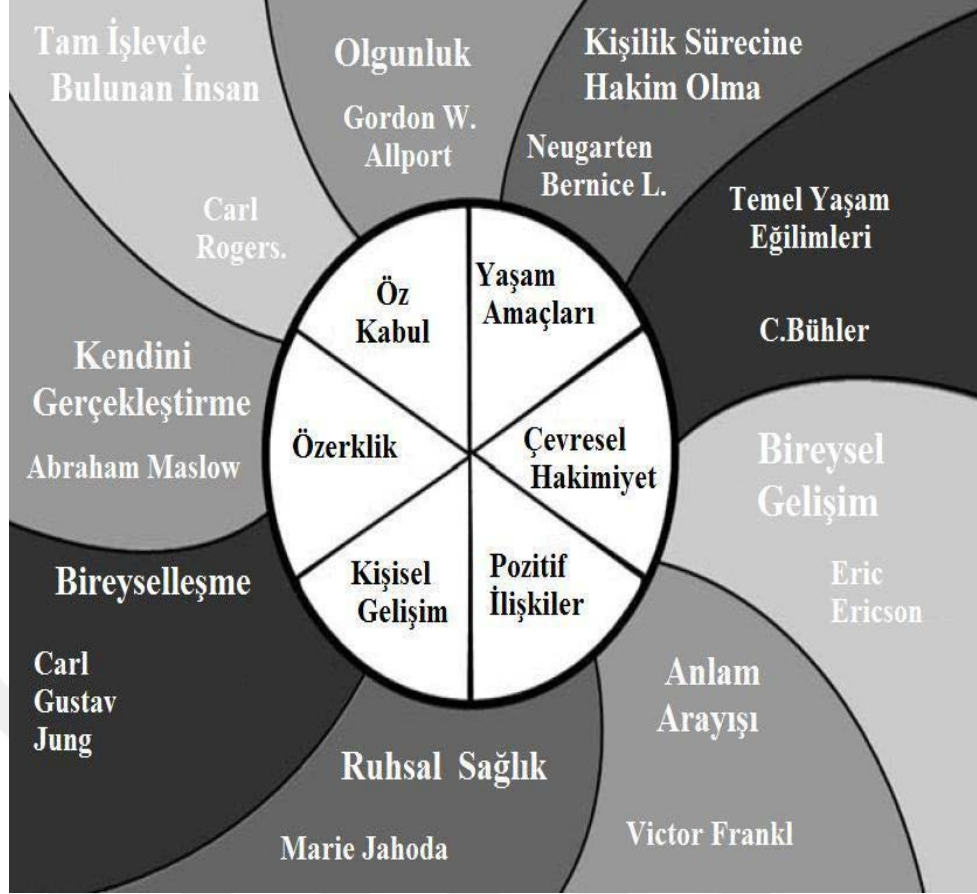 Tam İşlevde
Bulunan İnsan
Carl
Rogers.
Olgunluk
Gordon W.
Allport
Kişilik Sürecine
Hakim Olma
Neugarten
Bernice L.
Temel Yaşam
Eğilimleri
C.Bühler
Kendini
Gerçekleştirme
Abraham Maslow
Öz
Kabul
Yaşam
Amaçları
Özerklik
Çevresel
Hakimiyet
Kişisel
Gelişim
Pozitif
İlişkiler
Bireysel
Gelişim
Eric
Ericson
Bireyselleşme
Carl
Gustav
Jung
Ruhsal Sağlık
Marie Jahoda
Anlam
Arayışı
Victor Frankl